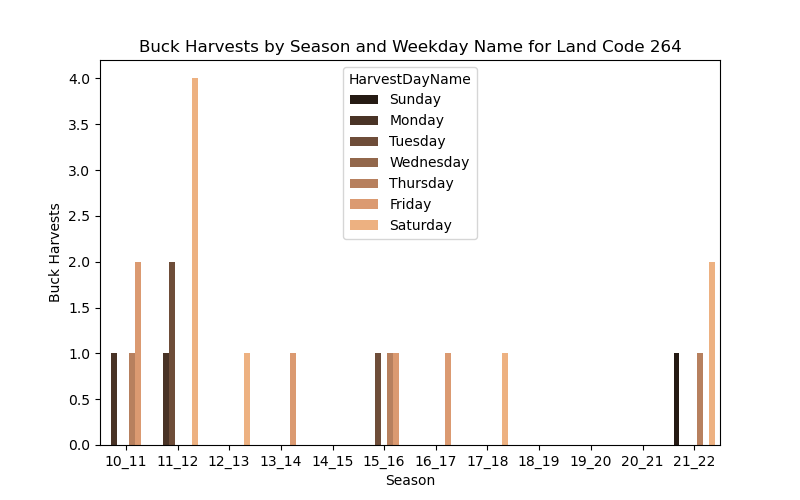 Buck Harvests by Season and Weekday Name for Land Code 264
HarvestDayName
Sunday
Monday
Tuesday
Wednesday
Thursday
Friday
Saturday
Buck Harvests
4.0
3.5
3.0
2.5
2.0
1.5
1.0
0.5
0.0
10_11 11_12 12_13 13_14 14_15 15_16 16_17 17_18 18_19 19_20 20_21 21_22
Season